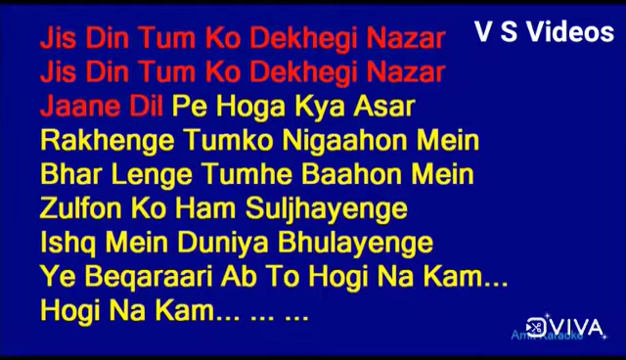 V S Videos
Jis Din Tum Ko Dekhegi Nazar
Jis Din Tum Ko Dekhegi Nazar
Jaane Dil Pe Hoga Kya Asar
Rakhenge Tumko Nigaahon Mein
Bhar Lenge Tumhe Baahon Mein
Zulfon Ko Ham Suljhayenge
Ishq Mein Duniya Bhulayenge
Ye Beqaraari Ab To Hogi Na Kam...
Hogi Na Kam... ... ...
VIVA